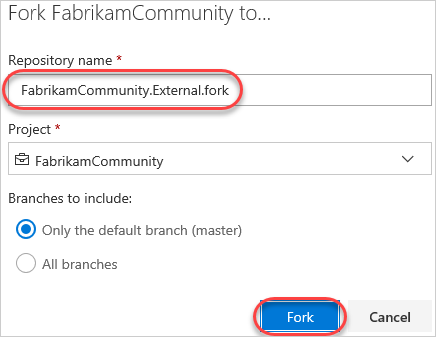 Fork FabrikamCommunity to...
Repository name *
FabrikamCommunity.External.fork
Project *
FabrikamCommunity
Branches to include:
Only the default branch (master)
All branches
Fork Cancel